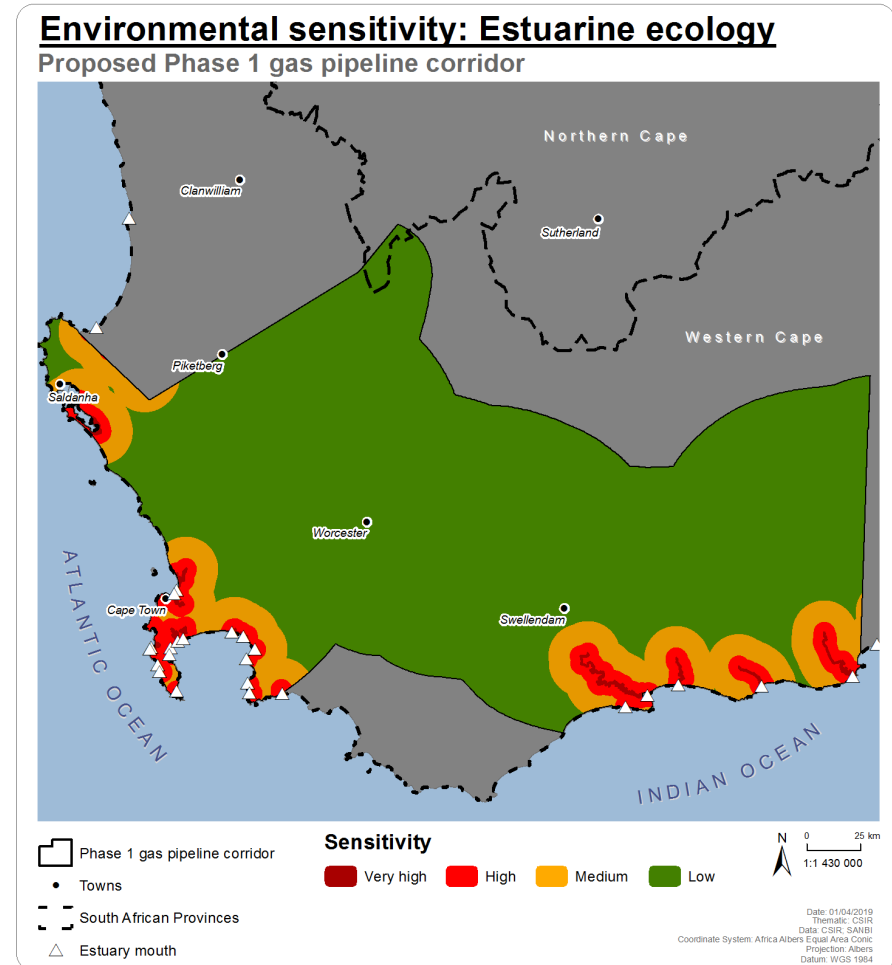 Environmental sensitivity: Estuarine ecology
Proposed Phase 1 gas pipeline corridor
Northern Cape
Clanwilliam
Sutherland
Western Cape
Piketberg
Saldanha
Worcester
ATLANTIC OCEAN
Cape Town
Swellendam
INDIAN OCEAN
Phase 1 gas pipeline corridor
Towns
South African Provinces
Estuary mouth
Sensitivity
Very high
High
Medium
Low
N
0 25 km
1:1 430 000
Date: 01/04/2019
Thematic: CSIR
Data: CSIR; SANBI
Coordinate System: Africa Albers Equal Area Conic
Projection: Albers
Datum: WGS 1984